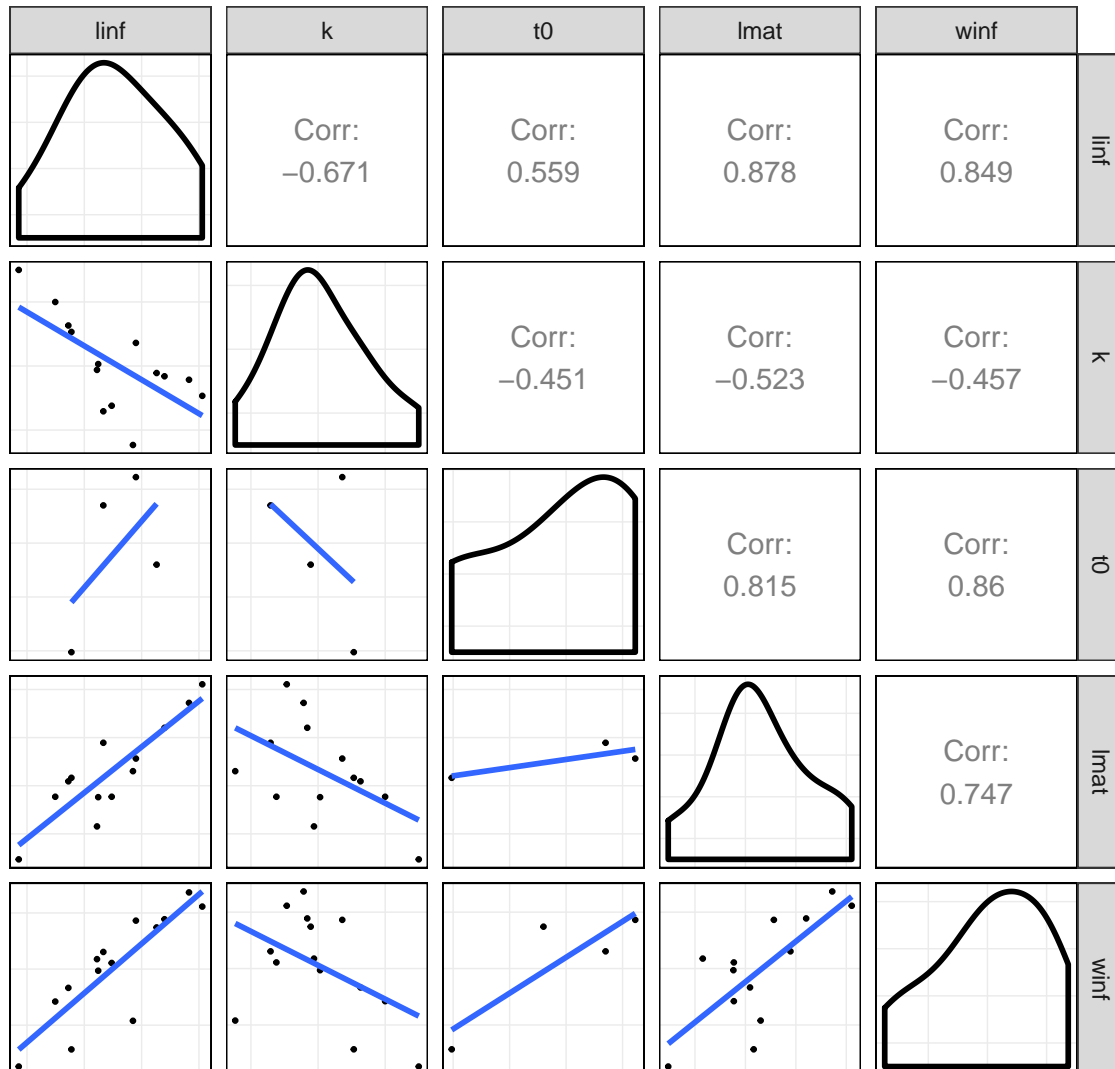 linf
k
t0
lmat
winf
Corr:
−0.671
Corr:
0.559
Corr:
0.878
Corr:
0.849
linf
Corr:
−0.451
Corr:
−0.523
Corr:
−0.457
k
Corr:
0.815
Corr:
0.86
t0
Corr:
0.747
lmat
winf